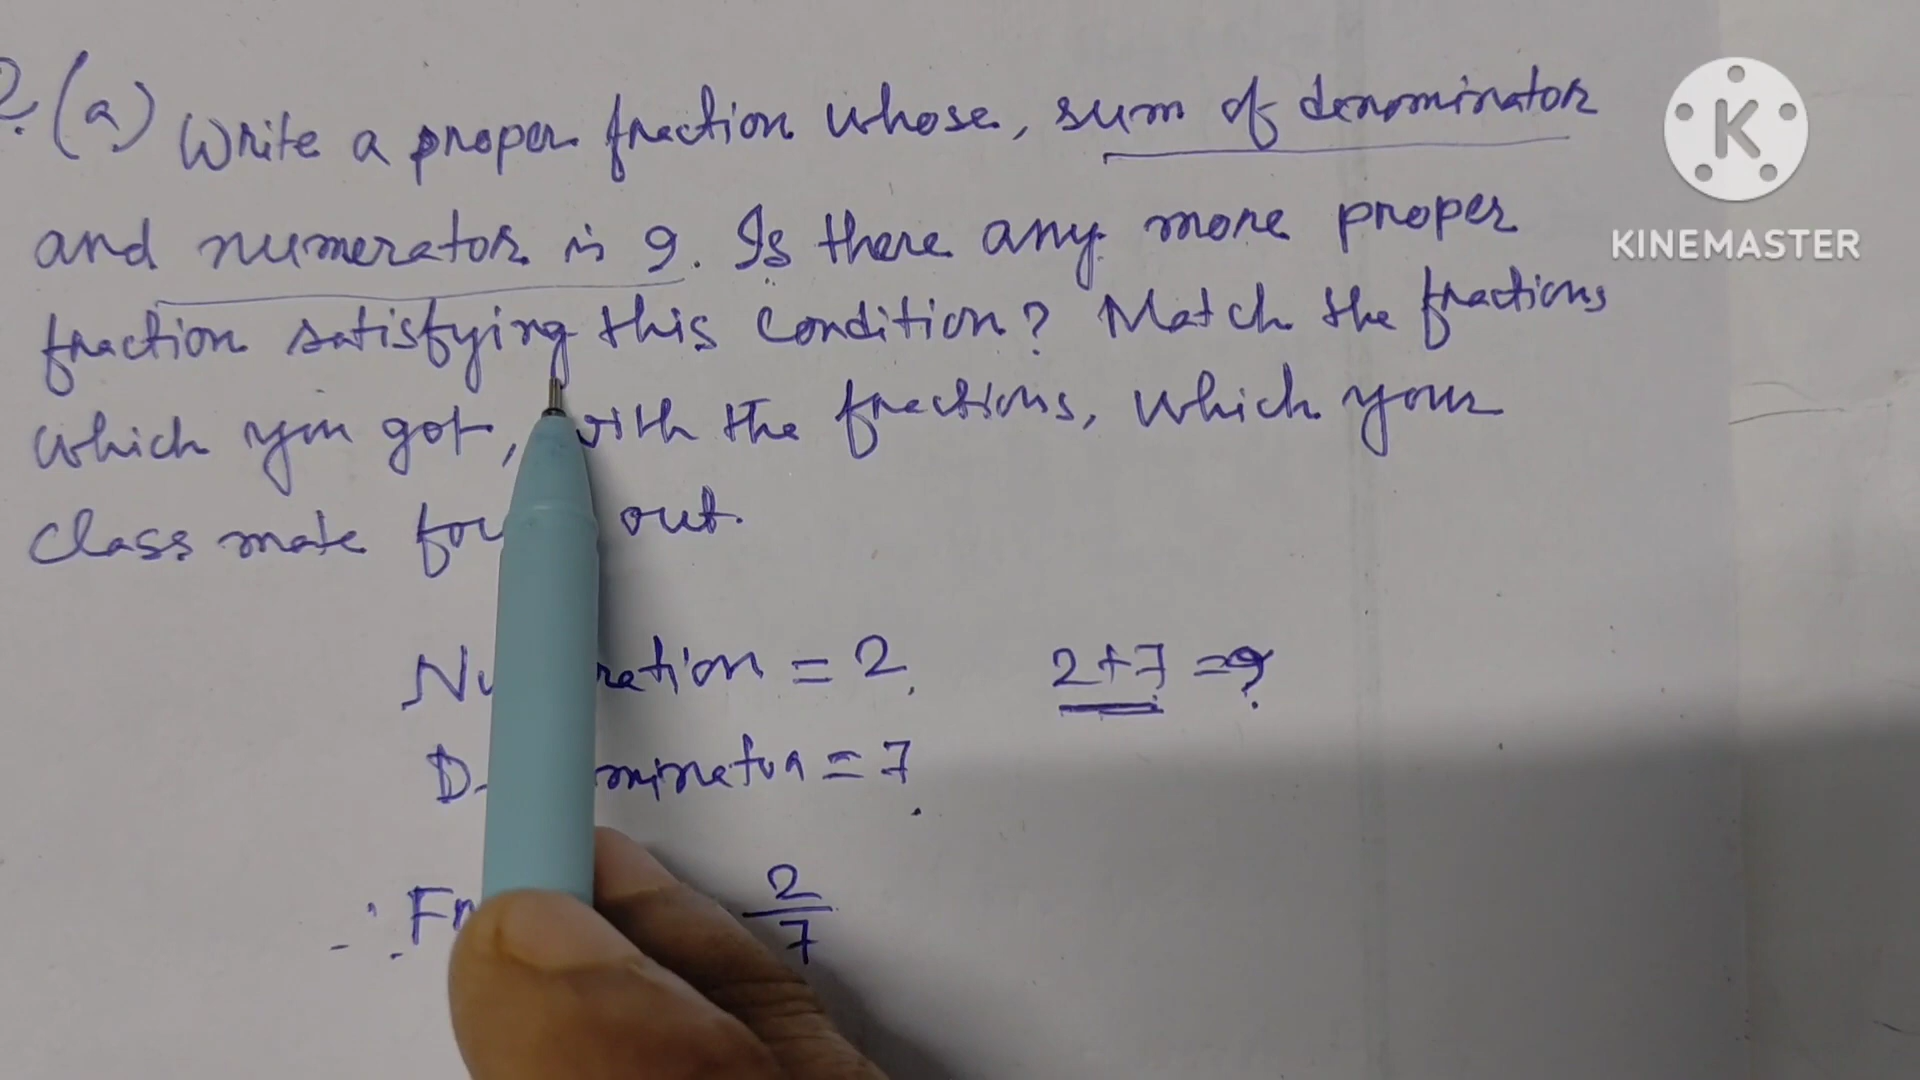 2. (a) Write a proper fraction whose, sum of denominator
and numerator is 9. Is there any more proper
fraction satisfying this condition? Match the fractions
which you got, with the fractions, which your
class mate out.
= 2 2+7 = 9
= 7
∴ 2
7
K
KINEMASTER